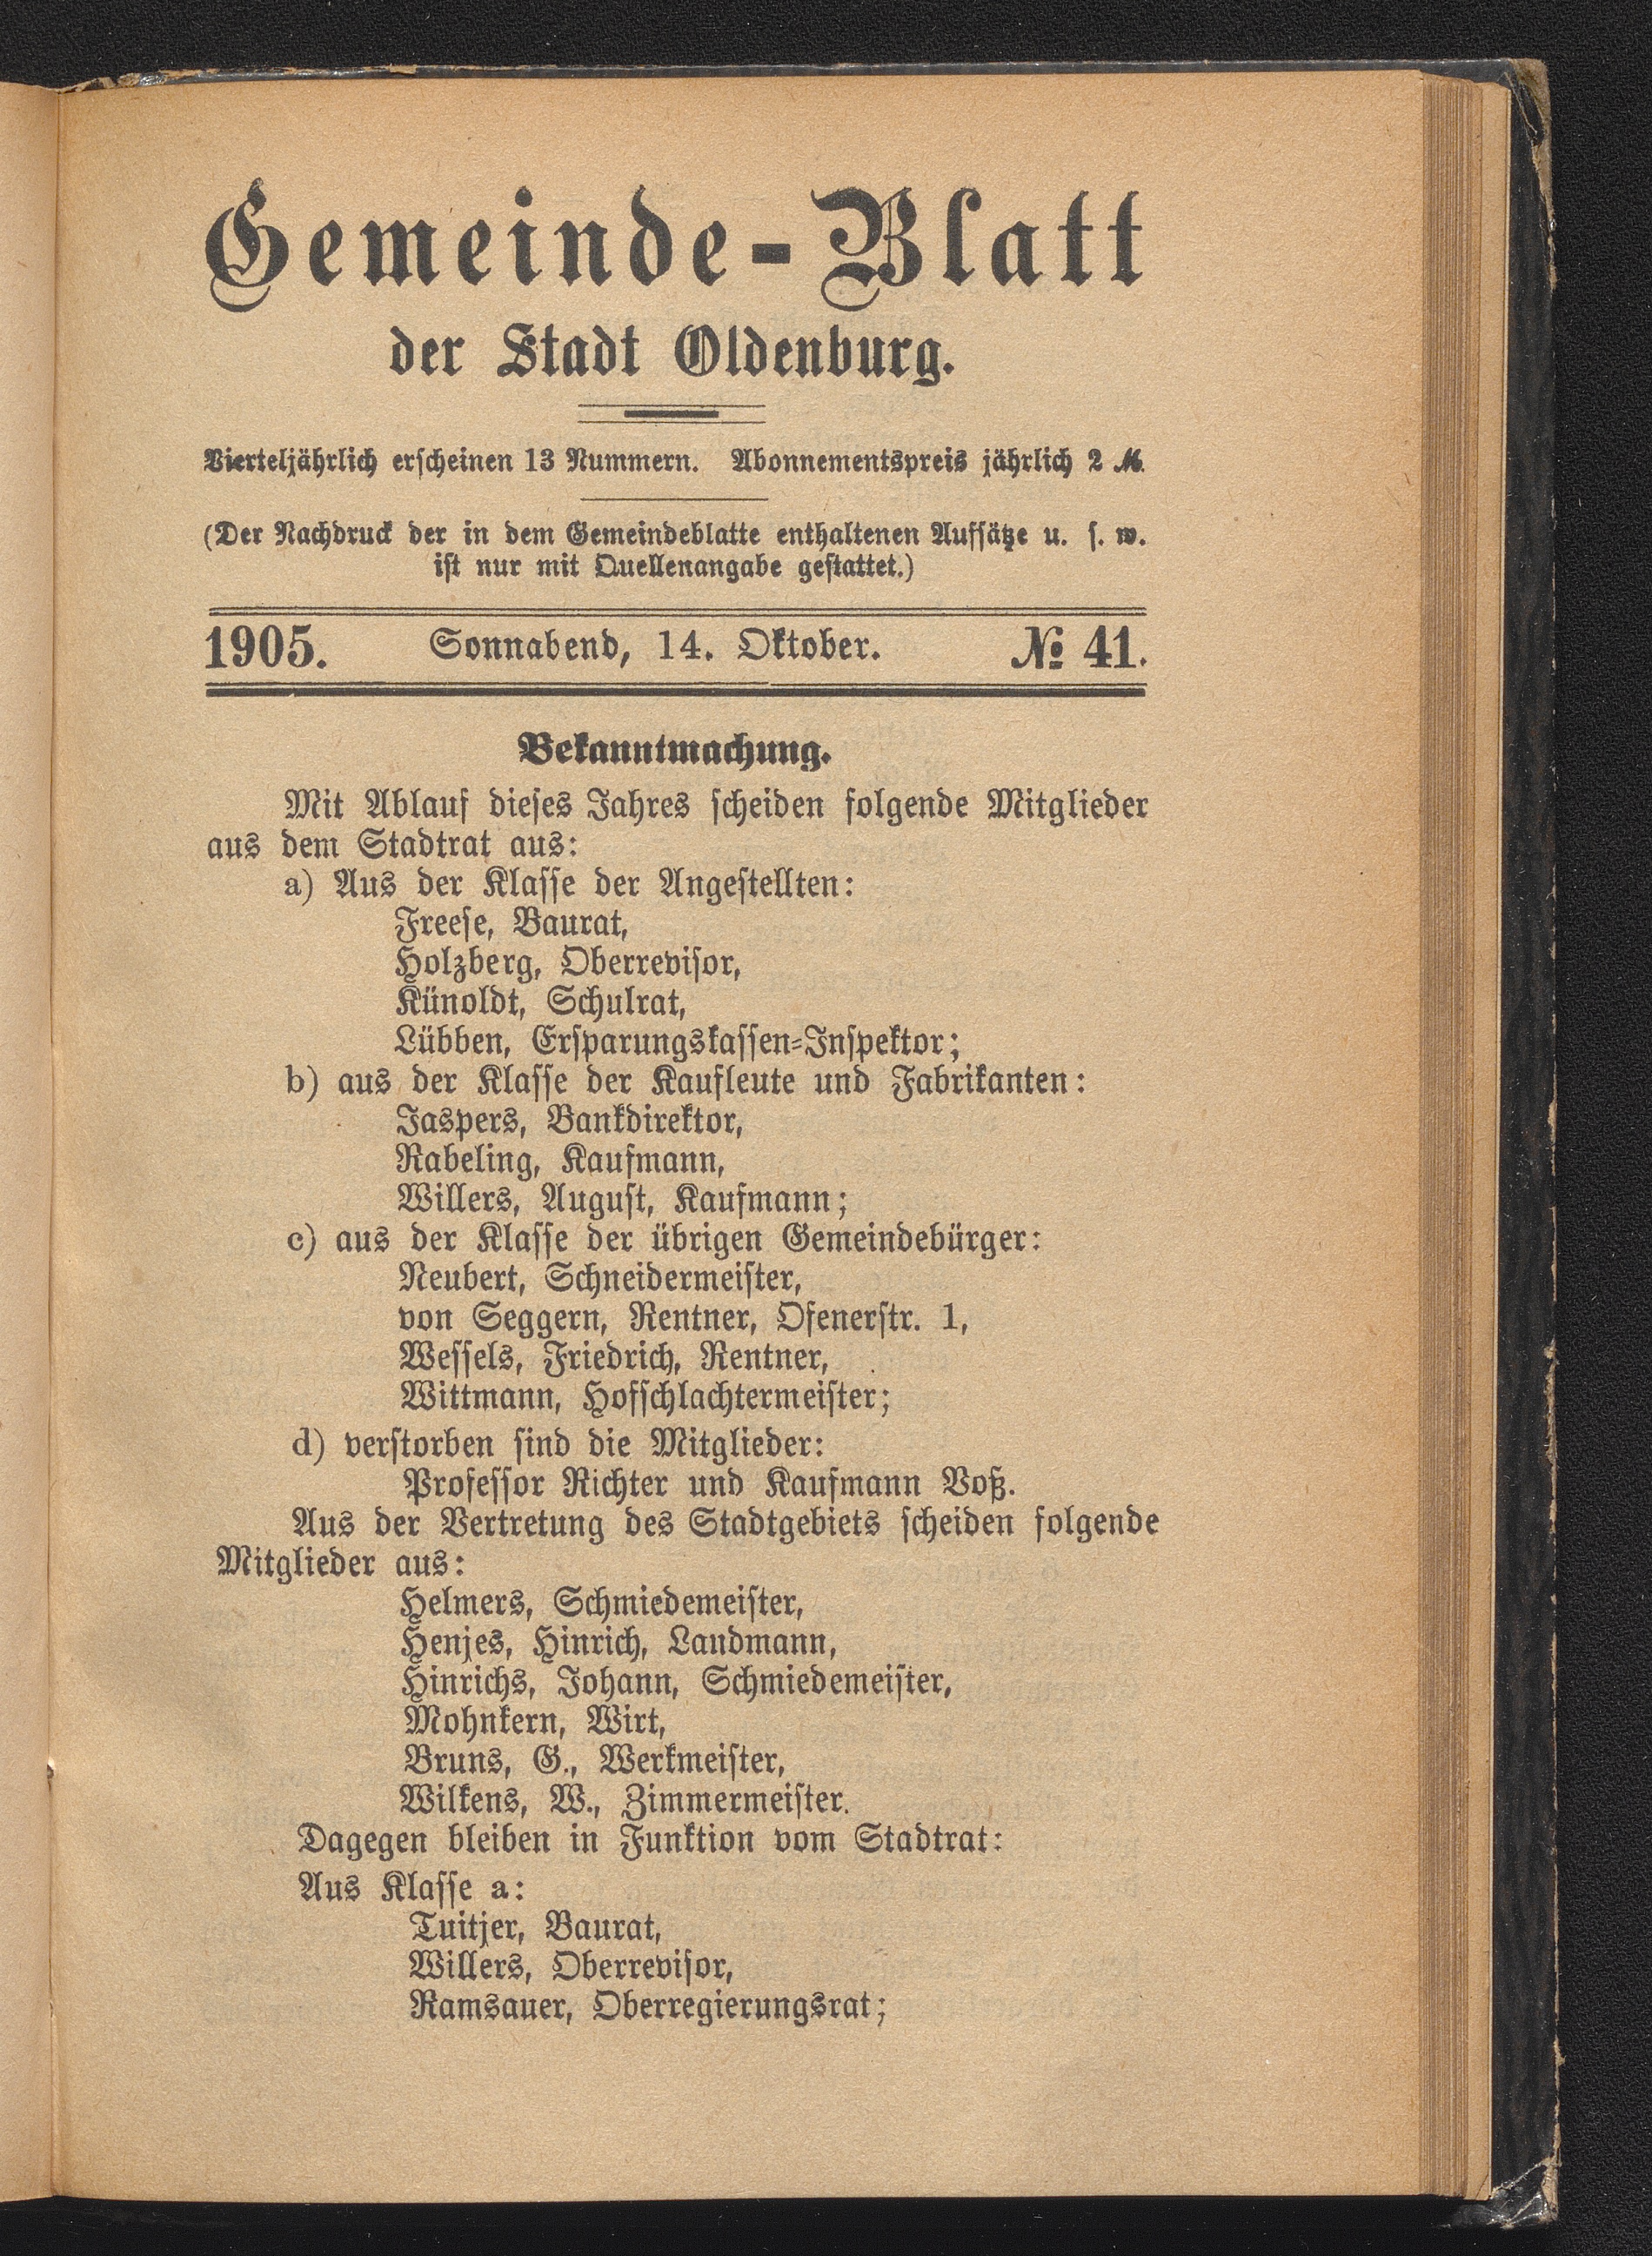 Gemeinde-Blatt
der Stadt Oldenburg.
Vierteljährlich erscheinen 13 Nummern. Abonnementspreis jährlich 2 ℳ.
(Der Nachdruck der in dem Gemeindeblatte enthaltenen Aufsätze u. s. w.
ist nur mit Quellenangabe gestattet.)
1905. Sonnabend, 14. Oktober. № 41.
Bekanntmachung.
Mit Ablauf dieses Jahres scheiden folgende Mitglieder
aus dem Stadtrat aus:
a) Aus der Klasse der Angestellten:
Freese, Baurat,
Holzberg, Oberrevisor,
Künoldt, Schulrat,
Lübben, Ersparungskassen-Inspektor;
b) aus der Klasse der Kaufleute und Fabrikanten:
Jaspers, Bankdirektor,
Rabeling, Kaufmann,
Willers, August, Kaufmann;
c) aus der Klasse der übrigen Gemeindebürger:
Neubert, Schneidermeister,
von Seggern, Rentner, Ofenerstr. 1,
Wessels, Friedrich, Rentner,
Wittmann, Hofschlachtermeister;
d) verstorben sind die Mitglieder:
Professor Richter und Kaufmann Voß.
Aus der Vertretung des Stadtgebiets scheiden folgende
Mitglieder aus:
Helmers, Schmiedemeister,
Henjes, Hinrich, Landmann,
Hinrichs, Johann, Schmiedemeister,
Mohnkern, Wirt,
Bruns, G., Werkmeister,
Wilkens, W., Zimmermeister.
Dagegen bleiben in Funktion vom Stadtrat:
Aus Klasse a:
Tuitjer, Baurat,
Willers, Oberrevisor,
Ramsauer, Oberregierungsrat;